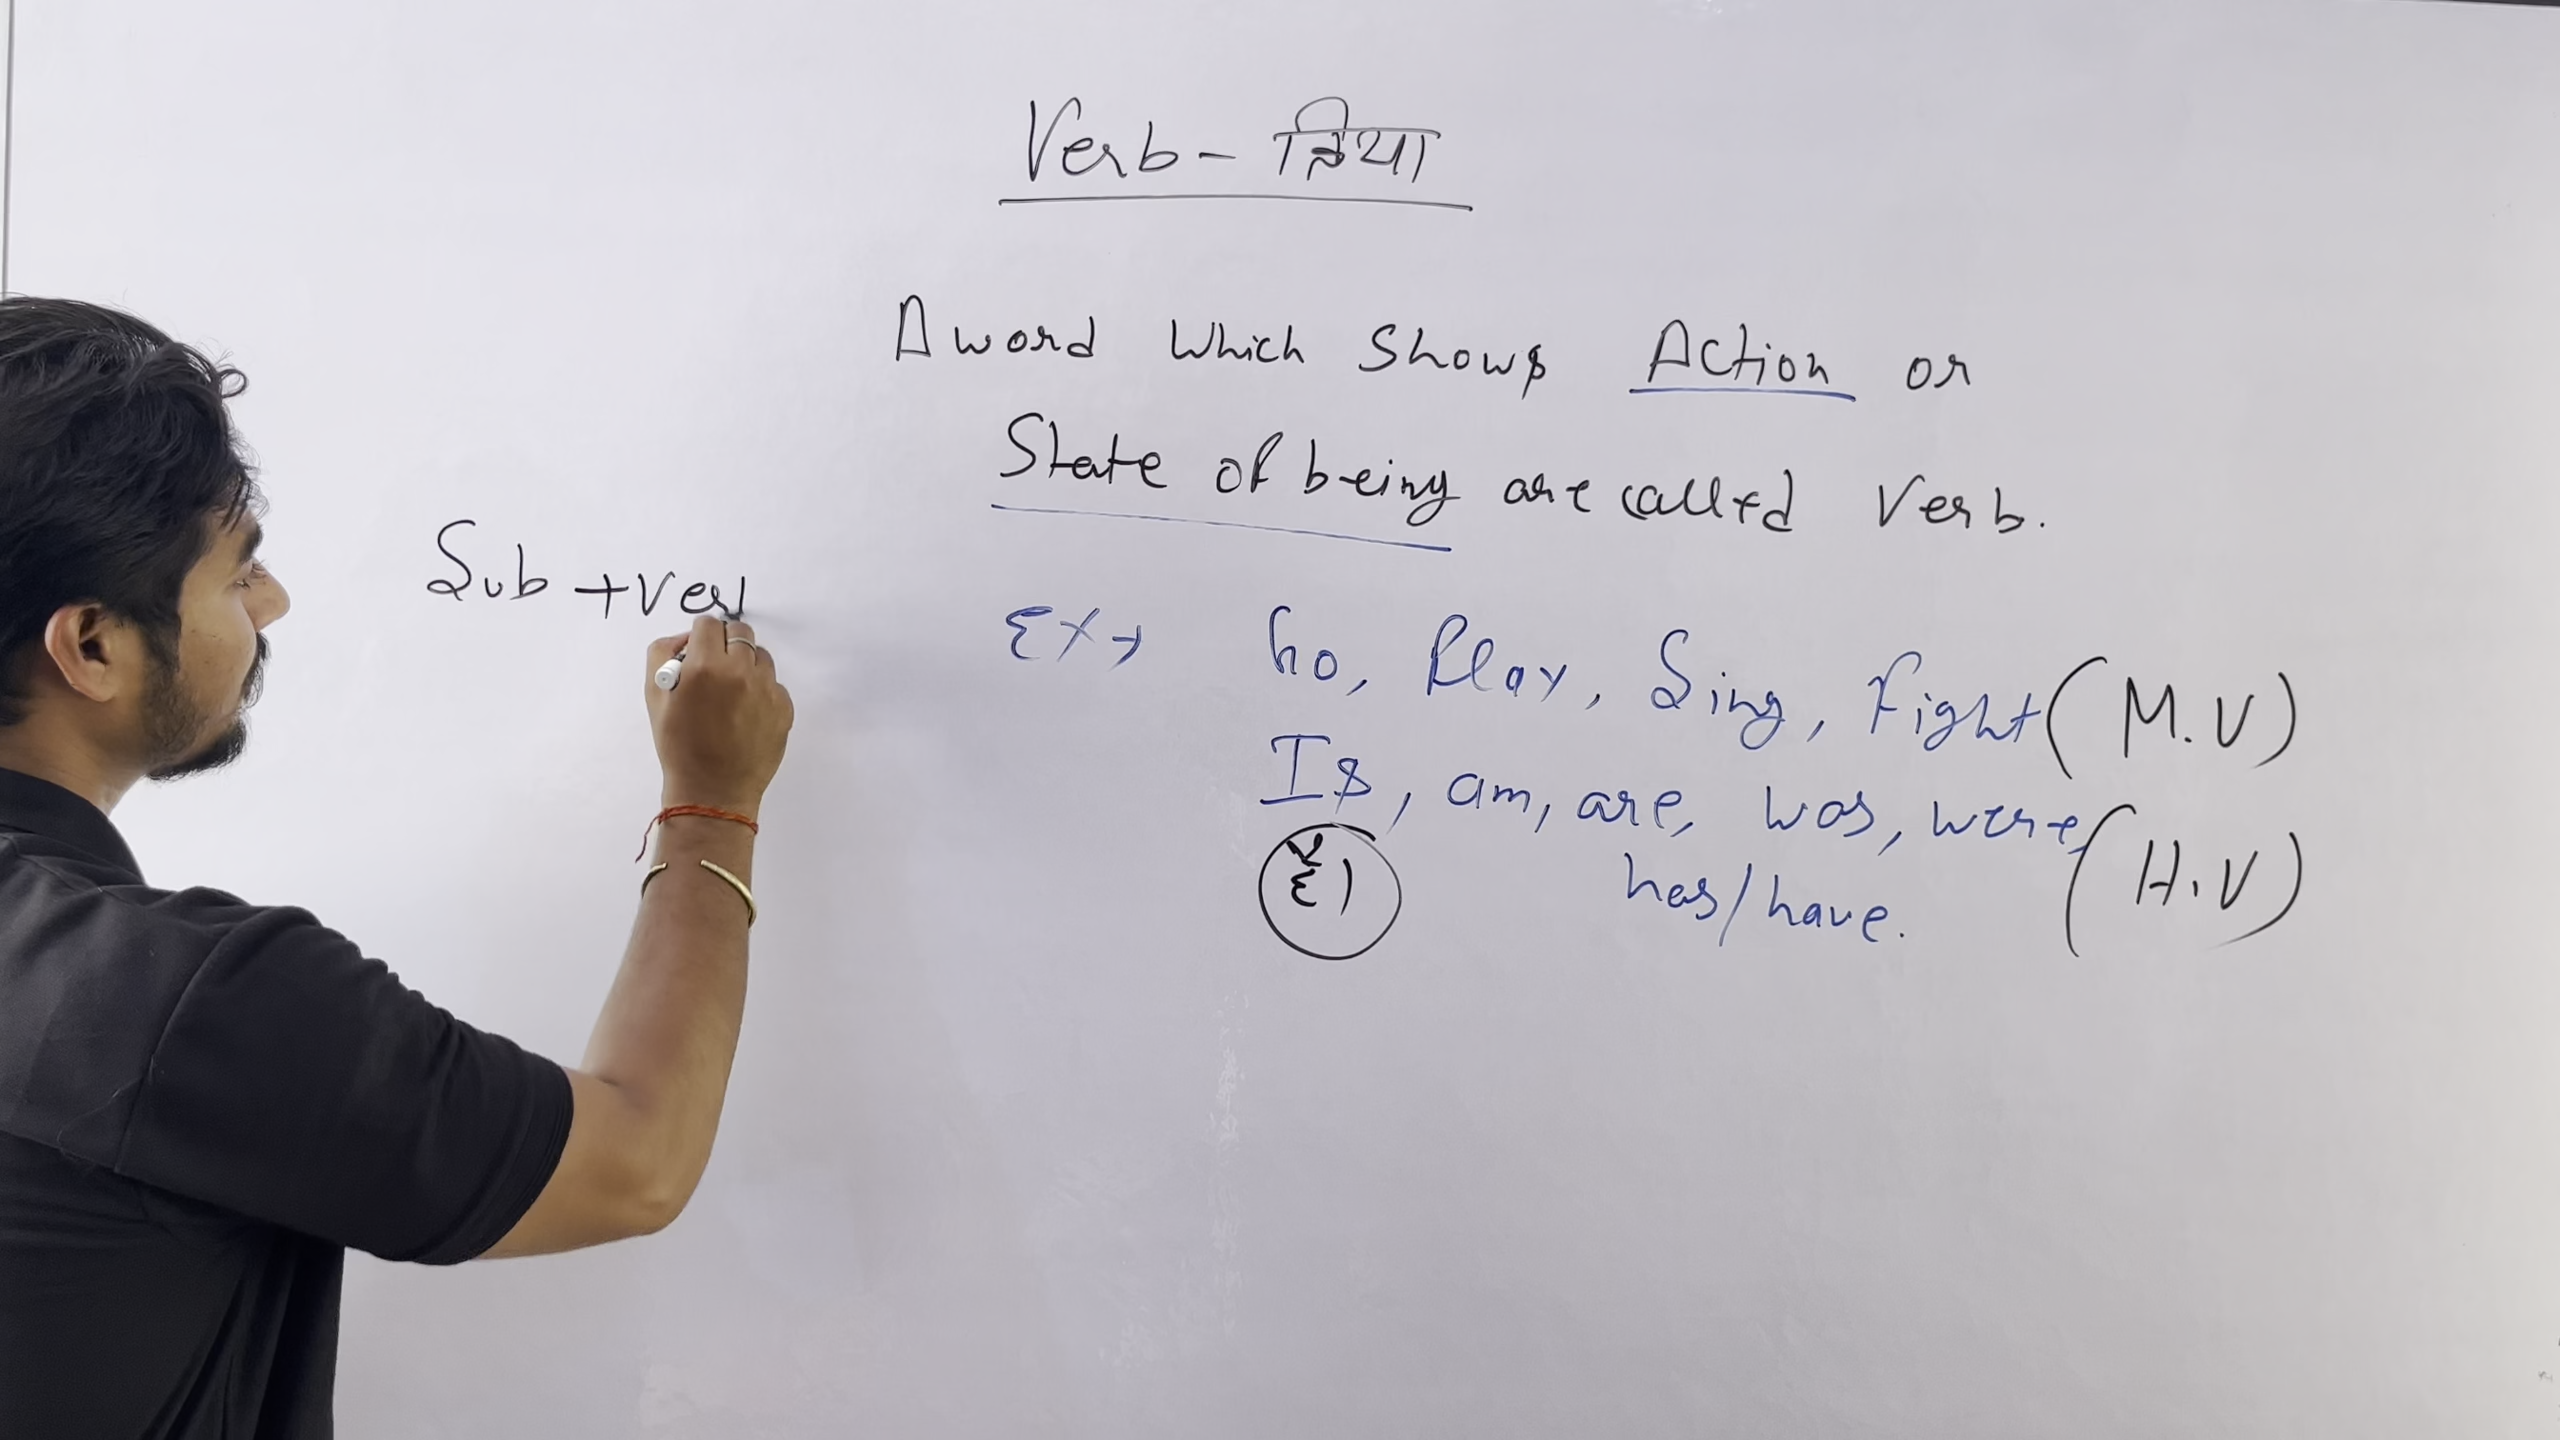 Verb - क्रिया
A word which shows Action or
State of being are called Verb.
Sub + Ver
Ex → Go, Play, Sing, Fight (M.V)
Is, am, are, was, were, (H.V)
has/have.